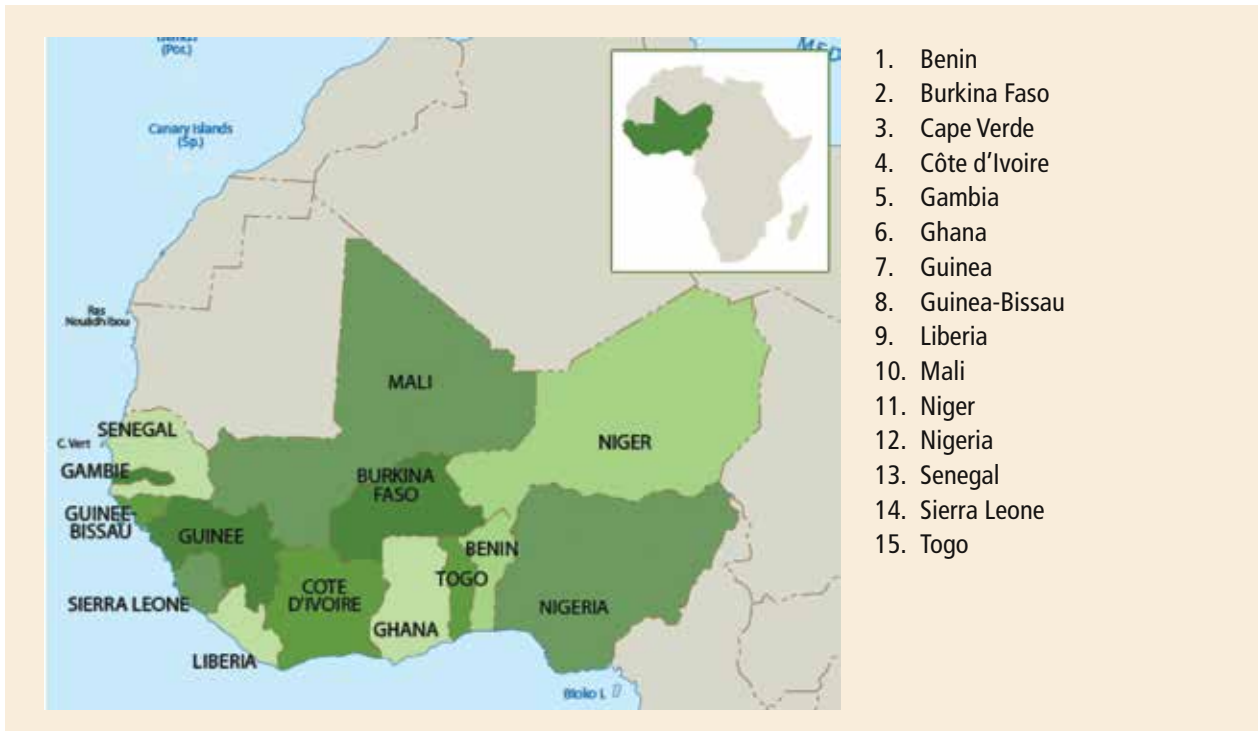 (Por.)
MED
Canary Islands
(Sp.)
Ras
Nouâdhibou
MALI
SENEGAL
C. Vert
NIGER
GAMBIE
BURKINA
FASO
GUINEE-
BISSAU
GUINEE
BENIN
TOGO
COTE
D'IVOIRE
SIERRA LEONE
NIGERIA
GHANA
LIBERIA
Bioko I.
1. Benin
2. Burkina Faso
3. Cape Verde
4. Côte d’Ivoire
5. Gambia
6. Ghana
7. Guinea
8. Guinea-Bissau
9. Liberia
10. Mali
11. Niger
12. Nigeria
13. Senegal
14. Sierra Leone
15. Togo